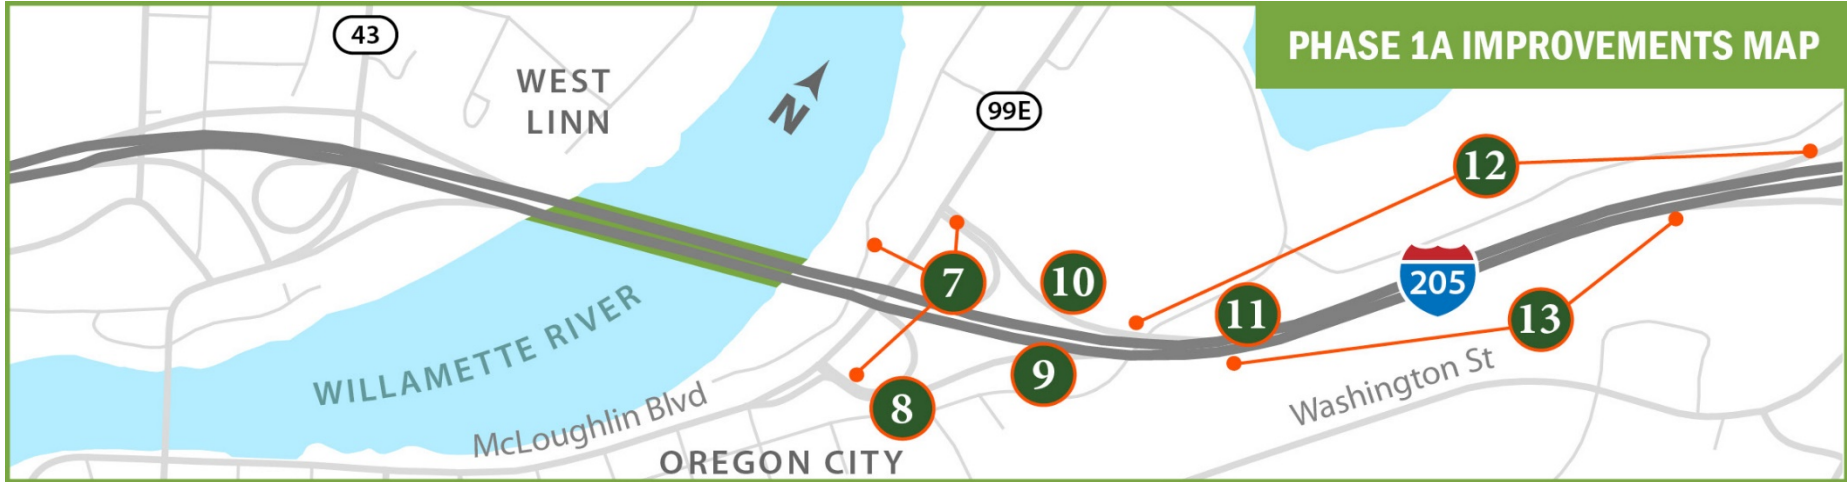 PHASE 1A IMPROVEMENTS MAP
43
WEST
LINN
N
99E
12
7
10
11
205
13
9
8
WILLAMETTE RIVER
McLoughlin Blvd
Washington St
OREGON CITY